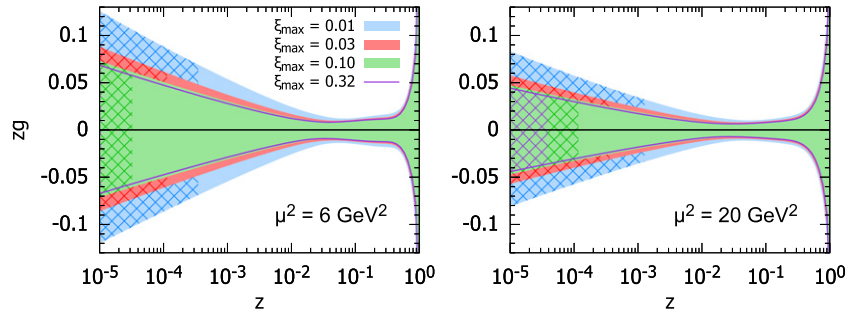 0.1
0.05
0
-0.05
-0.1
zg
ξmax = 0.01
ξmax = 0.03
ξmax = 0.10
ξmax = 0.32
μ² = 6 GeV²
10⁻⁵ 10⁻⁴ 10⁻³ 10⁻² 10⁻¹ 10⁰
z
0.1
0.05
0
-0.05
-0.1
μ² = 20 GeV²
10⁻⁵ 10⁻⁴ 10⁻³ 10⁻² 10⁻¹ 10⁰
z